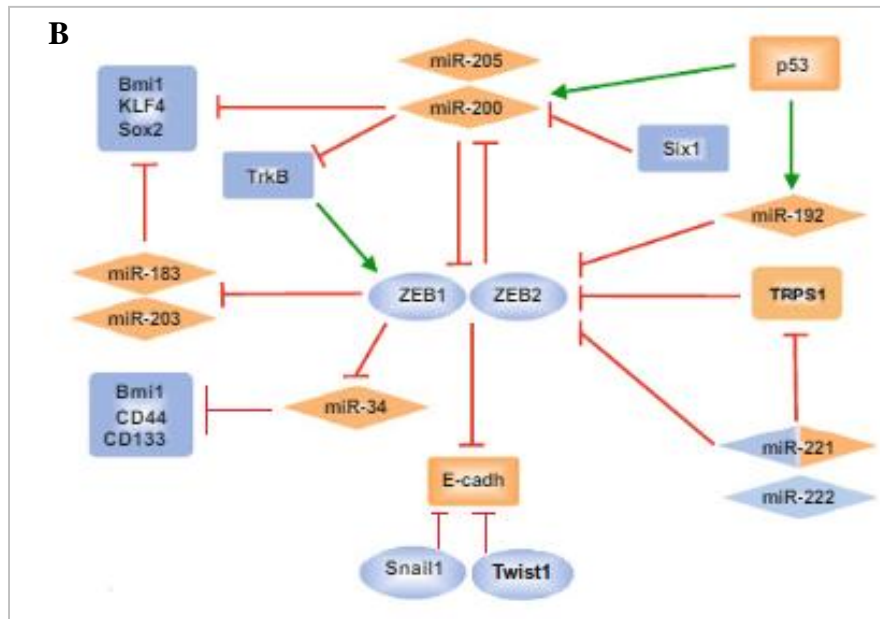 B
miR-205
p53
Bmi1
KLF4
Sox2
miR-200
Six1
TrkB
miR-192
miR-183
ZEB1
ZEB2
TRPS1
miR-203
Bmi1
CD44
CD133
miR-34
miR-221
E-cadh
miR-222
Snail1
Twist1